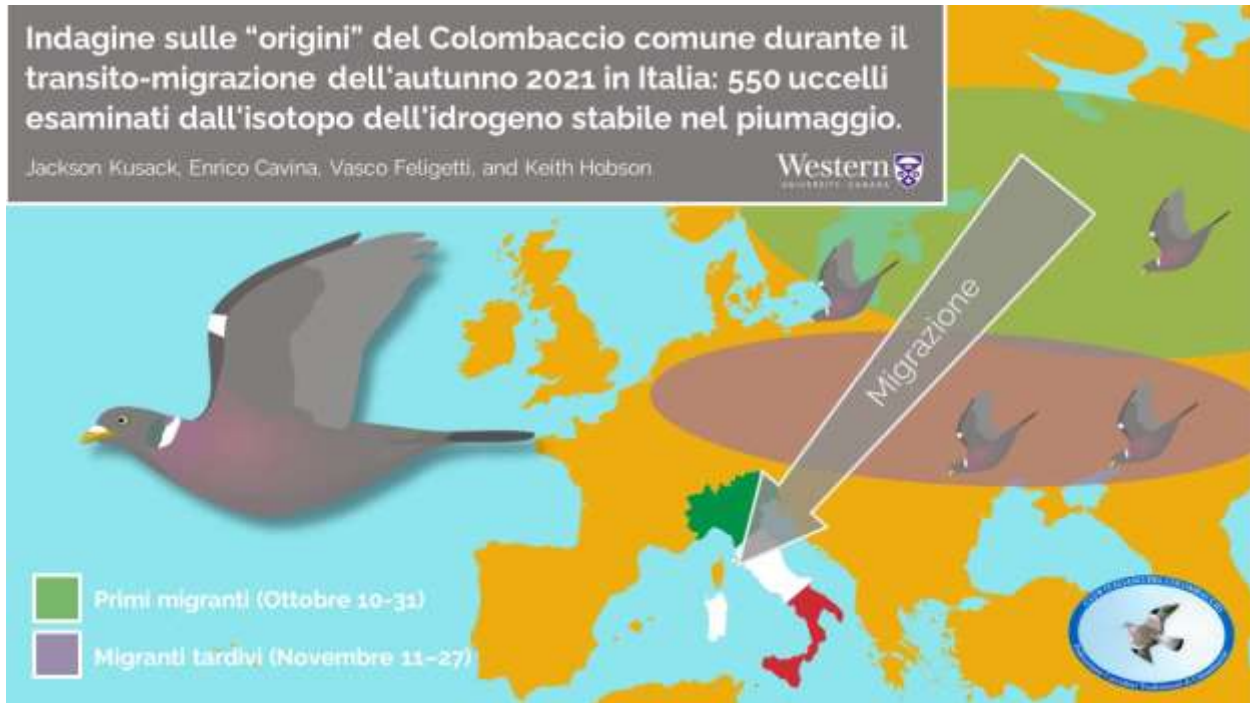 Indagine sulle “origini” del Colombaccio comune durante il
transito-migrazione dell'autunno 2021 in Italia: 550 uccelli
esaminati dall'isotopo dell'idrogeno stabile nel piumaggio.
Jackson Kusack, Enrico Cavina, Vasco Feligetti, and Keith Hobson
Western
UNIVERSITY · CANADA
Migrazione
Primi migranti (Ottobre 10-31)
Migranti tardivi (Novembre 11–27)